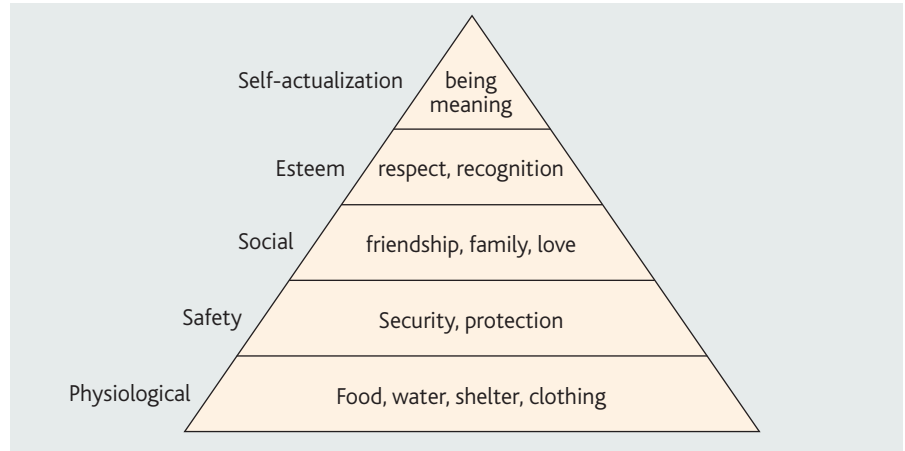 Self-actualization
being
meaning
Esteem
respect, recognition
Social
friendship, family, love
Safety
Security, protection
Physiological
Food, water, shelter, clothing